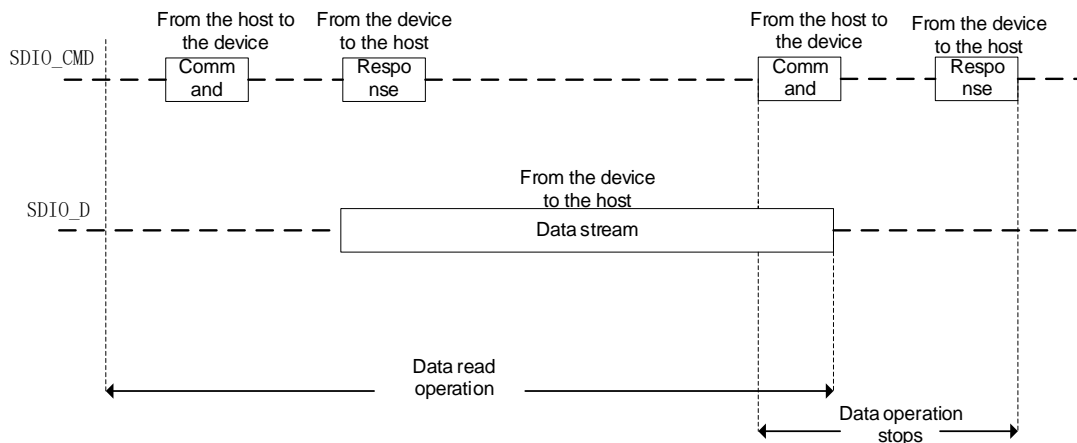 From the host to
the device
From the device
to the host
From the host to
the device
From the device
to the host
SDIO_CMD
Comm
and
Respo
nse
Comm
and
Respo
nse
From the device
to the host
SDIO_D
Data stream
Data read
operation
Data operation
stops